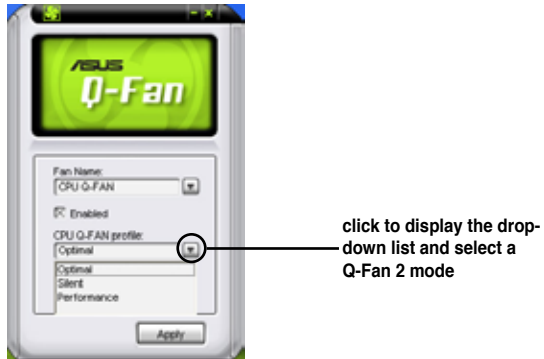 ASUS
Q-Fan
Fan Name:
CPU Q-FAN
Enabled
CPU Q-FAN profile:
Optimal
Optimal
Silent
Performance
Apply
click to display the drop-
down list and select a
Q-Fan 2 mode